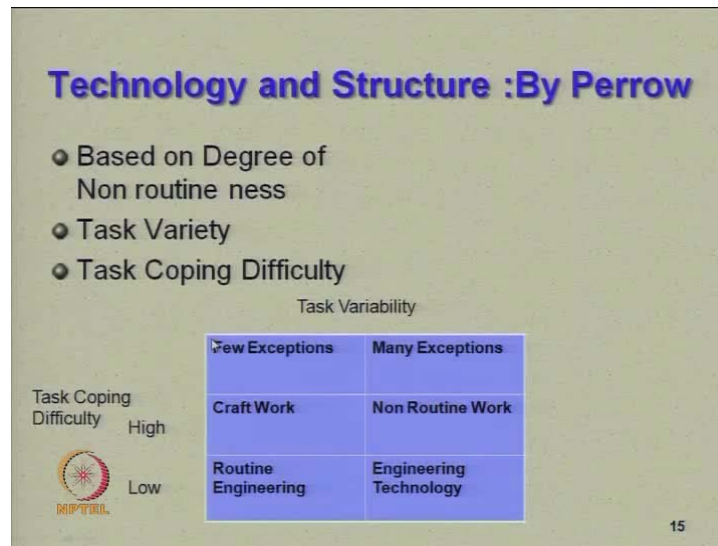 Technology and Structure :By Perrow
Based on Degree of
Non routine ness
Task Variety
Task Coping Difficulty
Task Variability
Few Exceptions Many Exceptions
Task Coping
Difficulty High
Craft Work Non Routine Work
Low
Routine
Engineering
Engineering
Technology
NPTEL
15